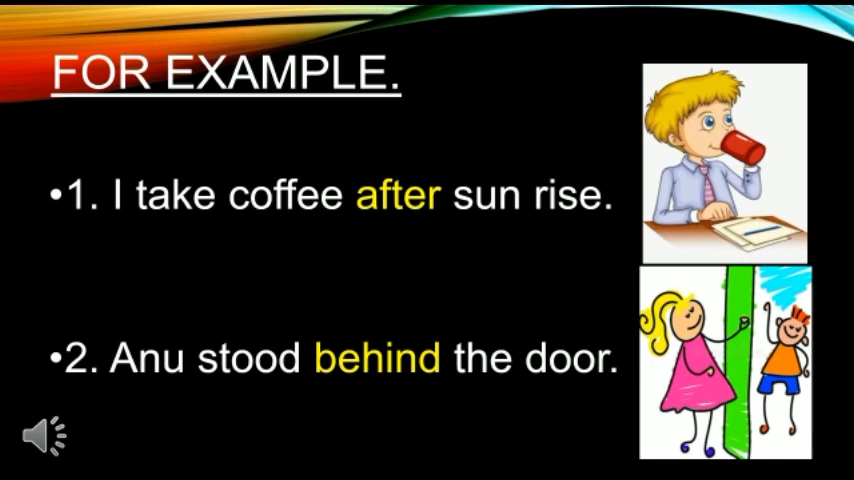 FOR EXAMPLE.
•1. I take coffee after sun rise.
•2. Anu stood behind the door.